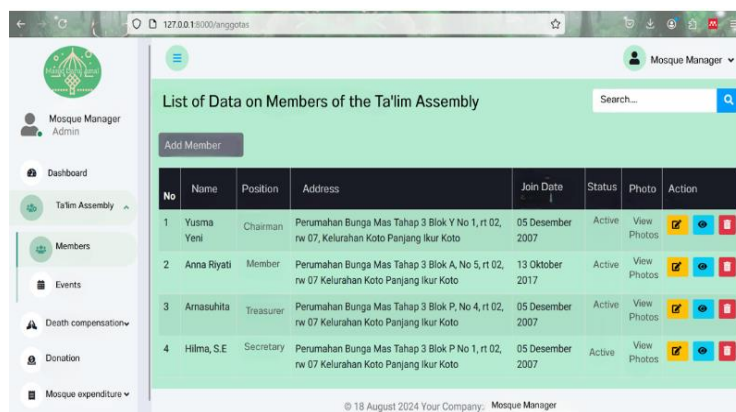 127.0.0.1:8000/anggotas
Mosque Manager
Admin
Dashboard
Ta'lim Assembly
Members
Events
Death compensation
Donation
Mosque expenditure
Mosque Manager
List of Data on Members of the Ta'lim Assembly
Search...
Add Member
No Name Position Address Join Date Status Photo Action
1 Yusma Yeni Chairman Perumahan Bunga Mas Tahap 3 Blok Y No 1, rt 02, rw 07, Kelurahan Koto Panjang Ikur Koto 05 Desember 2007 Active View Photos
2 Anna Riyati Member Perumahan Bunga Mas Tahap 3 Blok A, No 5, rt 02, rw 07 Kelurahan Koto Panjang Ikur Koto 13 Oktober 2017 Active View Photos
3 Arnasuhita Treasurer Perumahan Bunga Mas Tahap 3 Blok P, No 4, rt 02, rw 07 Kelurahan Koto Panjang Ikur Koto 05 Desember 2007 Active View Photos
4 Hilma, S.E Secretary Perumahan Bunga Mas Tahap 3 Blok P No 1, rt 02, rw 07 Kelurahan Koto Panjang Ikur Koto 05 Desember 2007 Active View Photos
© 18 August 2024 Your Company: Mosque Manager